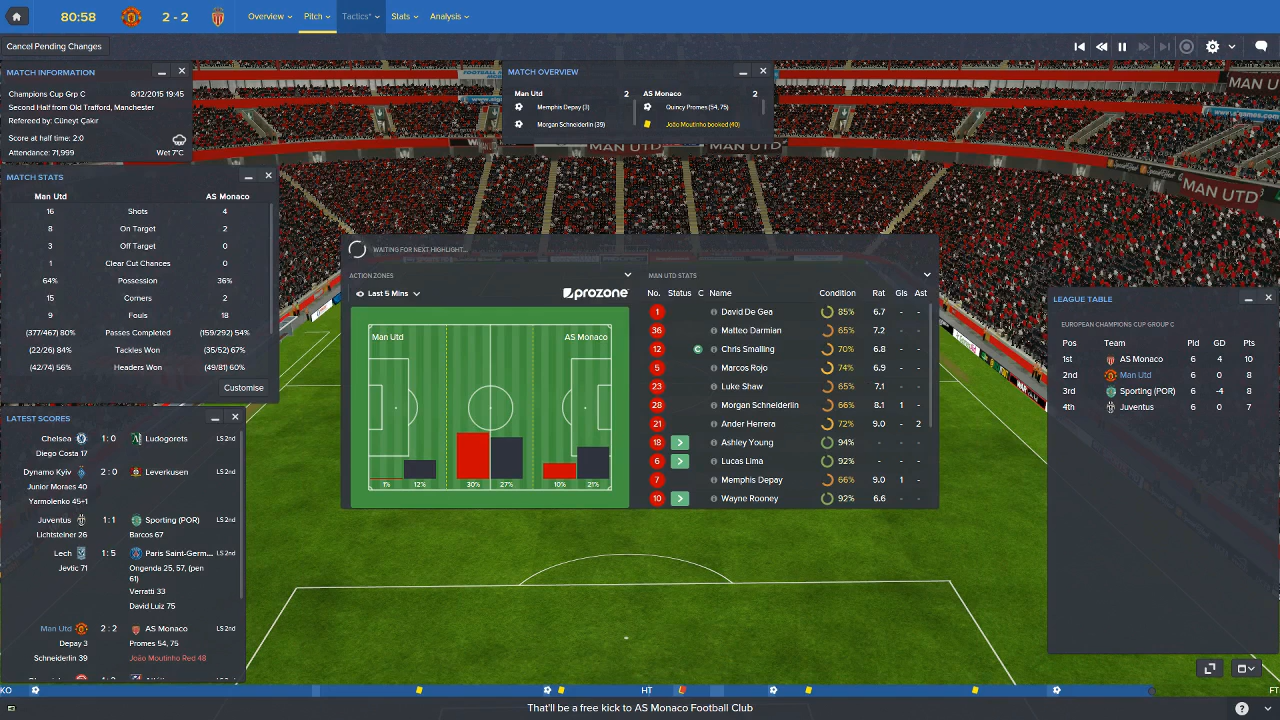 80:58 2 - 2 Overview Pitch Tactics* Stats Analysis
Cancel Pending Changes
MATCH INFORMATION
Champions Cup Grp C 8/12/2015 19:45
Second Half from Old Trafford, Manchester
Refereed by: Cüneyt Çakır
Score at half time: 2:0
Attendance: 71,999 Wet 7°C
MATCH OVERVIEW
Man Utd 2 AS Monaco 2
Memphis Depay (3) Quincy Promes (54, 75)
Morgan Schneiderlin (39) João Moutinho booked (40)
MAN UTD MAN UTD
MAN UTD
MAN UTD
MATCH STATS
Man Utd AS Monaco
16 Shots 4
8 On Target 2
3 Off Target 0
1 Clear Cut Chances 0
64% Possession 36%
15 Corners 2
9 Fouls 18
(377/467) 80% Passes Completed (159/292) 54%
(22/26) 84% Tackles Won (35/52) 67%
(42/74) 56% Headers Won (49/81) 60%
Customise
WAITING FOR NEXT HIGHLIGHT...
ACTION ZONES
Last 5 Mins prozone
Man Utd AS Monaco
1% 12% 30% 27% 10% 21%
MAN UTD STATS
No. Status C Name Condition Rat Gls Ast
1 David De Gea 85% 6.7 - -
36 Matteo Darmian 65% 7.2 - -
12 C Chris Smalling 70% 6.8 - -
5 Marcos Rojo 74% 6.9 - -
23 Luke Shaw 65% 7.1 - -
28 Morgan Schneiderlin 66% 8.1 1 -
21 Ander Herrera 72% 9.0 - 2
18 Ashley Young 94% - - -
6 Lucas Lima 92% - - -
7 Memphis Depay 66% 9.0 1 -
10 Wayne Rooney 92% 6.6 - -
LEAGUE TABLE
EUROPEAN CHAMPIONS CUP GROUP C
Pos Team Pld GD Pts
1st AS Monaco 6 4 10
2nd Man Utd 6 0 8
3rd Sporting (POR) 6 -4 8
4th Juventus 6 0 7
LATEST SCORES
Chelsea 1:0 Ludogorets LS 2nd
Diego Costa 17
Dynamo Kyiv 2:0 Leverkusen LS 2nd
Junior Moraes 40
Yarmolenko 45+1
Juventus 1:1 Sporting (POR) LS 2nd
Lichtsteiner 26 Barcos 67
Lech 1:5 Paris Saint-Germ... LS 2nd
Jevtic 71 Ongenda 25, 57, (pen
61)
Verratti 33
David Luiz 75
Man Utd 2:2 AS Monaco LS 2nd
Depay 3 Promes 54, 75
Schneiderlin 39 João Moutinho Red 48
KO HT FT
That'll be a free kick to AS Monaco Football Club